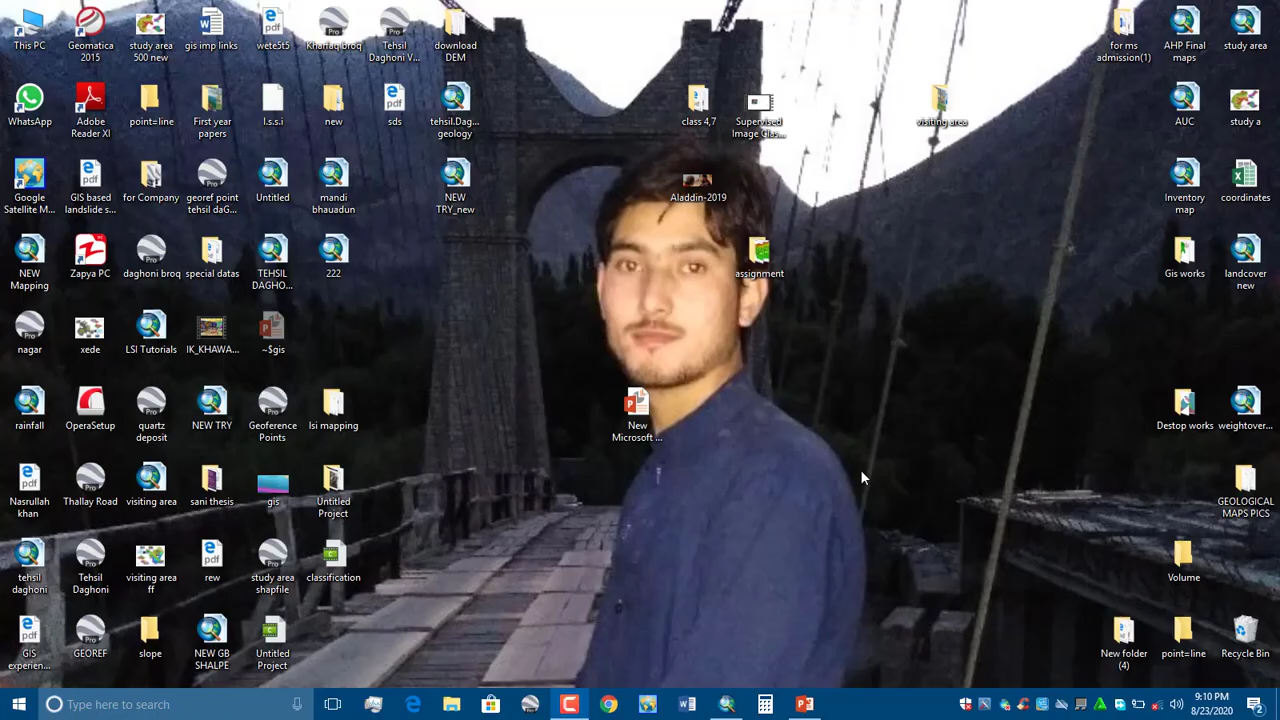 This PC
Geomatica
2015
study area
500 new
gis imp links
wete5t5
Kharfaq broq
Tehsil
Daghoni V...
download
DEM
for ms
admission(1)
AHP Final
maps
study area
WhatsApp
Adobe
Reader XI
point=line
First year
papers
l.s.s.i
new
sds
tehsil.Dag...
geology
class 4,7
Supervised
Image Clas...
visiting area
AUC
study a
Google
Satellite M...
GIS based
landslide s...
for Company
georef point
tehsil daG...
Untitled
mandi
bhauadun
NEW
TRY_new
Aladdin-2019
Inventory
map
coordinates
NEW
Mapping
Zapya PC
daghoni broq
special datas
TEHSIL
DAGHO...
222
assignment
Gis works
landcover
new
nagar
xede
LSI Tutorials
IK_KHAWA...
~$gis
rainfall
OperaSetup
quartz
deposit
NEW TRY
Georefence
Points
lsi mapping
New
Microsoft ...
Destop works
weightover...
Nasrullah
khan
Thallay Road
visiting area
sani thesis
gis
Untitled
Project
GEOLOGICAL
MAPS PICS
tehsil
daghoni
Tehsil
Daghoni
visiting area
ff
rew
study area
shapfile
classification
Volume
GIS
experien...
GEOREF
slope
NEW GB
SHALPE
Untitled
Project
New folder
(4)
point=line
Recycle Bin
Type here to search
9:10 PM
8/23/2020
2